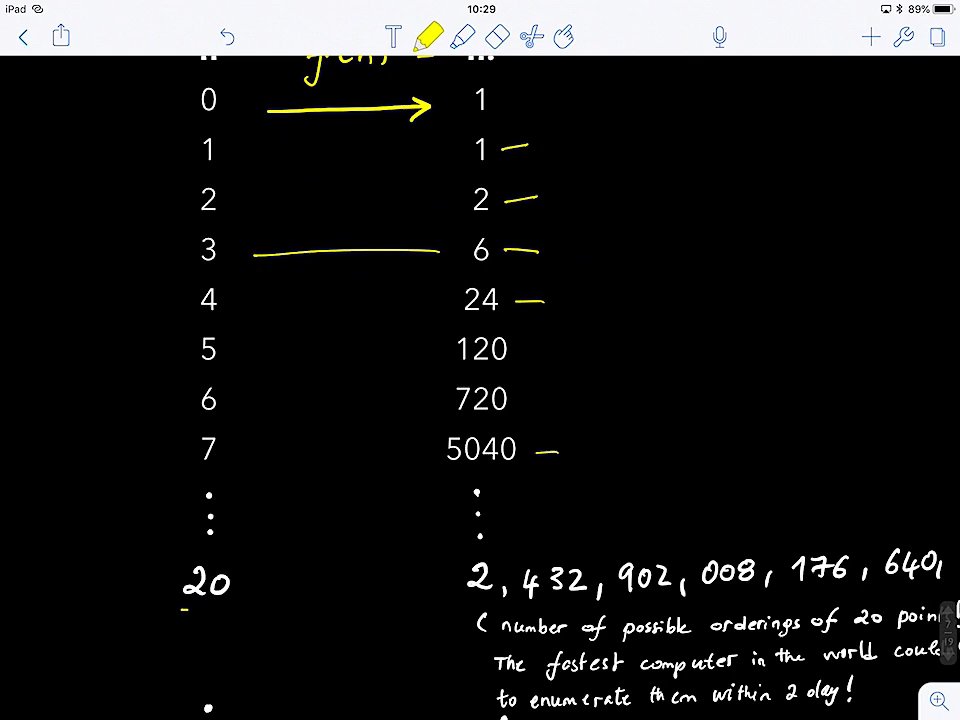 iPad 10:29 89%
T
0 1
1 1
2 2
3 6
4 24
5 120
6 720
7 5040
20 2, 432, 902, 008, 176, 640,
( number of possible orderings of 20
The fastest computer in the world
to enumerate them within 2 day!